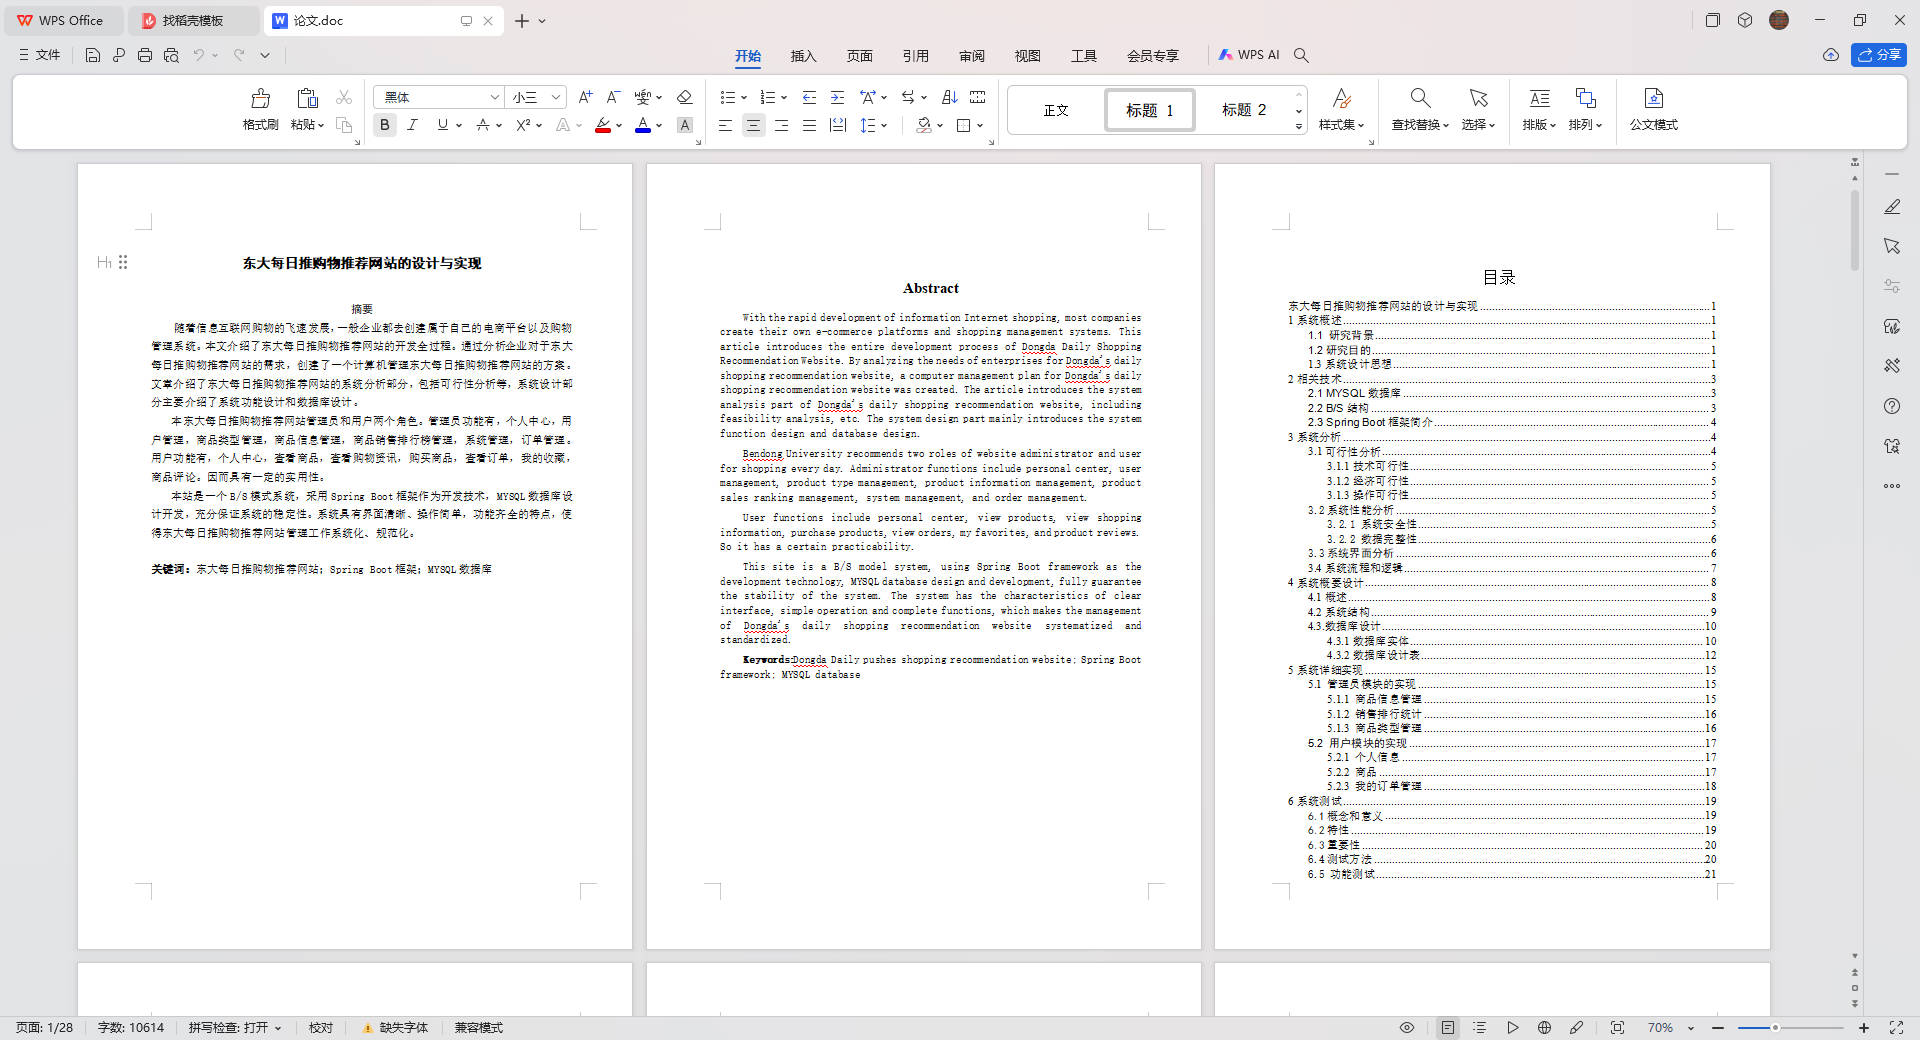 WPS Office
找稻壳模板
论文.doc
文件
开始
插入
页面
引用
审阅
视图
工具
会员专享
WPS AI
分享
格式刷
粘贴
黑体
小三
正文
标题 1
标题 2
样式集
查找替换
选择
排版
排列
公文模式
H1
东大每日推购物推荐网站的设计与实现
摘要
随着信息互联网购物的飞速发展,一般企业都去创建属于自己的电商平台以及购物
管理系统。本文介绍了东大每日推购物推荐网站的开发全过程。通过分析企业对于东大
每日推购物推荐网站的需求,创建了一个计算机管理东大每日推购物推荐网站的方案。
文章介绍了东大每日推购物推荐网站的系统分析部分,包括可行性分析等,系统设计部
分主要介绍了系统功能设计和数据库设计。
本东大每日推购物推荐网站管理员和用户两个角色。管理员功能有,个人中心,用
户管理,商品类型管理,商品信息管理,商品销售排行榜管理,系统管理,订单管理。
用户功能有,个人中心,查看商品,查看购物资讯,购买商品,查看订单,我的收藏,
商品评论。因而具有一定的实用性。
本站是一个B/S模式系统,采用Spring Boot框架作为开发技术,MYSQL数据库设
计开发,充分保证系统的稳定性。系统具有界面清晰、操作简单,功能齐全的特点,使
得东大每日推购物推荐网站管理工作系统化、规范化。
关键词: 东大每日推购物推荐网站; Spring Boot框架; MYSQL数据库
Abstract
With the rapid development of information Internet shopping, most companies
create their own e-commerce platforms and shopping management systems. This
article introduces the entire development process of Dongda Daily Shopping
Recommendation Website. By analyzing the needs of enterprises for Dongda's daily
shopping recommendation website, a computer management plan for Dongda's daily
shopping recommendation website was created. The article introduces the system
analysis part of Dongda's daily shopping recommendation website, including
feasibility analysis, etc. The system design part mainly introduces the system
function design and database design.
Bendong University recommends two roles of website administrator and user
for shopping every day. Administrator functions include personal center, user
management, product type management, product information management, product
sales ranking management, system management, and order management.
User functions include personal center, view products, view shopping
information, purchase products, view orders, my favorites, and product reviews.
So it has a certain practicability.
This site is a B/S model system, using Spring Boot framework as the
development technology, MYSQL database design and development, fully guarantee
the stability of the system. The system has the characteristics of clear
interface, simple operation and complete functions, which makes the management
of Dongda's daily shopping recommendation website systematized and
standardized.
Keywords:Dongda Daily pushes shopping recommendation website; Spring Boot
framework; MYSQL database
目录
东大每日推购物推荐网站的设计与实现 1
1 系统概述 1
1.1 研究背景 1
1.2 研究目的 1
1.3 系统设计思想 1
2 相关技术 3
2.1 MYSQL 数据库 3
2.2 B/S 结构 3
2.3 Spring Boot 框架简介 4
3 系统分析 4
3.1 可行性分析 4
3.1.1 技术可行性 5
3.1.2 经济可行性 5
3.1.3 操作可行性 5
3.2 系统性能分析 5
3.2.1 系统安全性 5
3.2.2 数据完整性 6
3.3 系统界面分析 6
3.4 系统流程和逻辑 7
4 系统概要设计 8
4.1 概述 8
4.2 系统结构 9
4.3.数据库设计 10
4.3.1 数据库实体 10
4.3.2 数据库设计表 12
5 系统详细实现 15
5.1 管理员模块的实现 15
5.1.1 商品信息管理 15
5.1.2 销售排行统计 16
5.1.3 商品类型管理 16
5.2 用户模块的实现 17
5.2.1 个人信息 17
5.2.2 商品 17
5.2.3 我的订单管理 18
6 系统测试 19
6.1 概念和意义 19
6.2 特性 19
6.3 重要性 20
6.4 测试方法 20
6.5 功能测试 21
页面: 1/28
字数: 10614
拼写检查: 打开
校对
缺失字体
兼容模式
70%